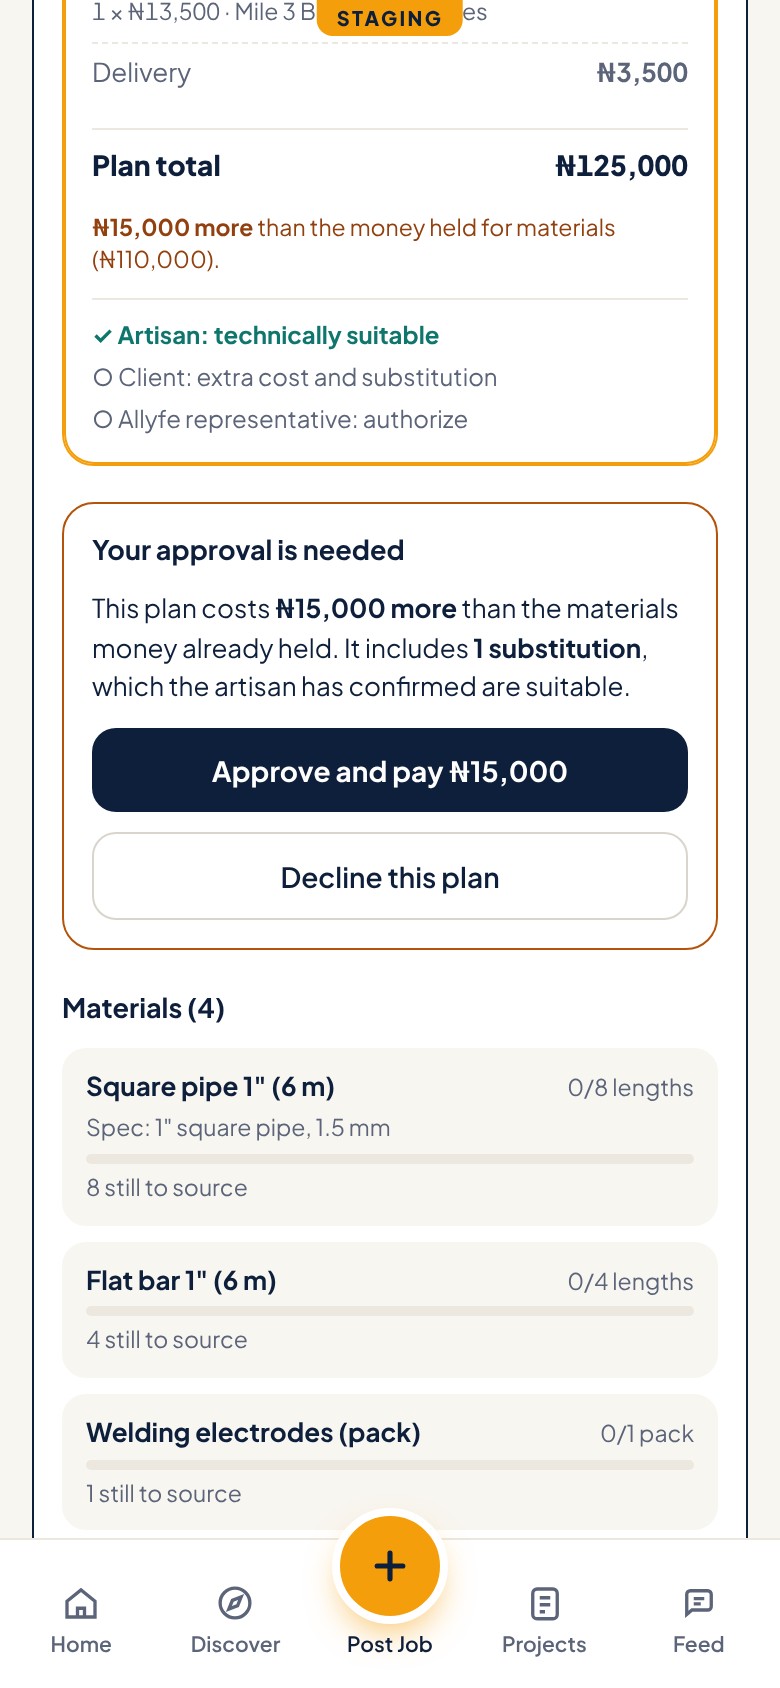 1 × ₦13,500 · Mile 3 B
STAGING
es
Delivery
₦3,500
Plan total
₦125,000
₦15,000 more than the money held for materials
(₦110,000).
✓ Artisan: technically suitable
○ Client: extra cost and substitution
○ Allyfe representative: authorize
Your approval is needed
This plan costs ₦15,000 more than the materials
money already held. It includes 1 substitution,
which the artisan has confirmed are suitable.
Approve and pay ₦15,000
Decline this plan
Materials (4)
Square pipe 1" (6 m)
0/8 lengths
Spec: 1" square pipe, 1.5 mm
8 still to source
Flat bar 1" (6 m)
0/4 lengths
4 still to source
Welding electrodes (pack)
0/1 pack
1 still to source
Home
Discover
Post Job
Projects
Feed